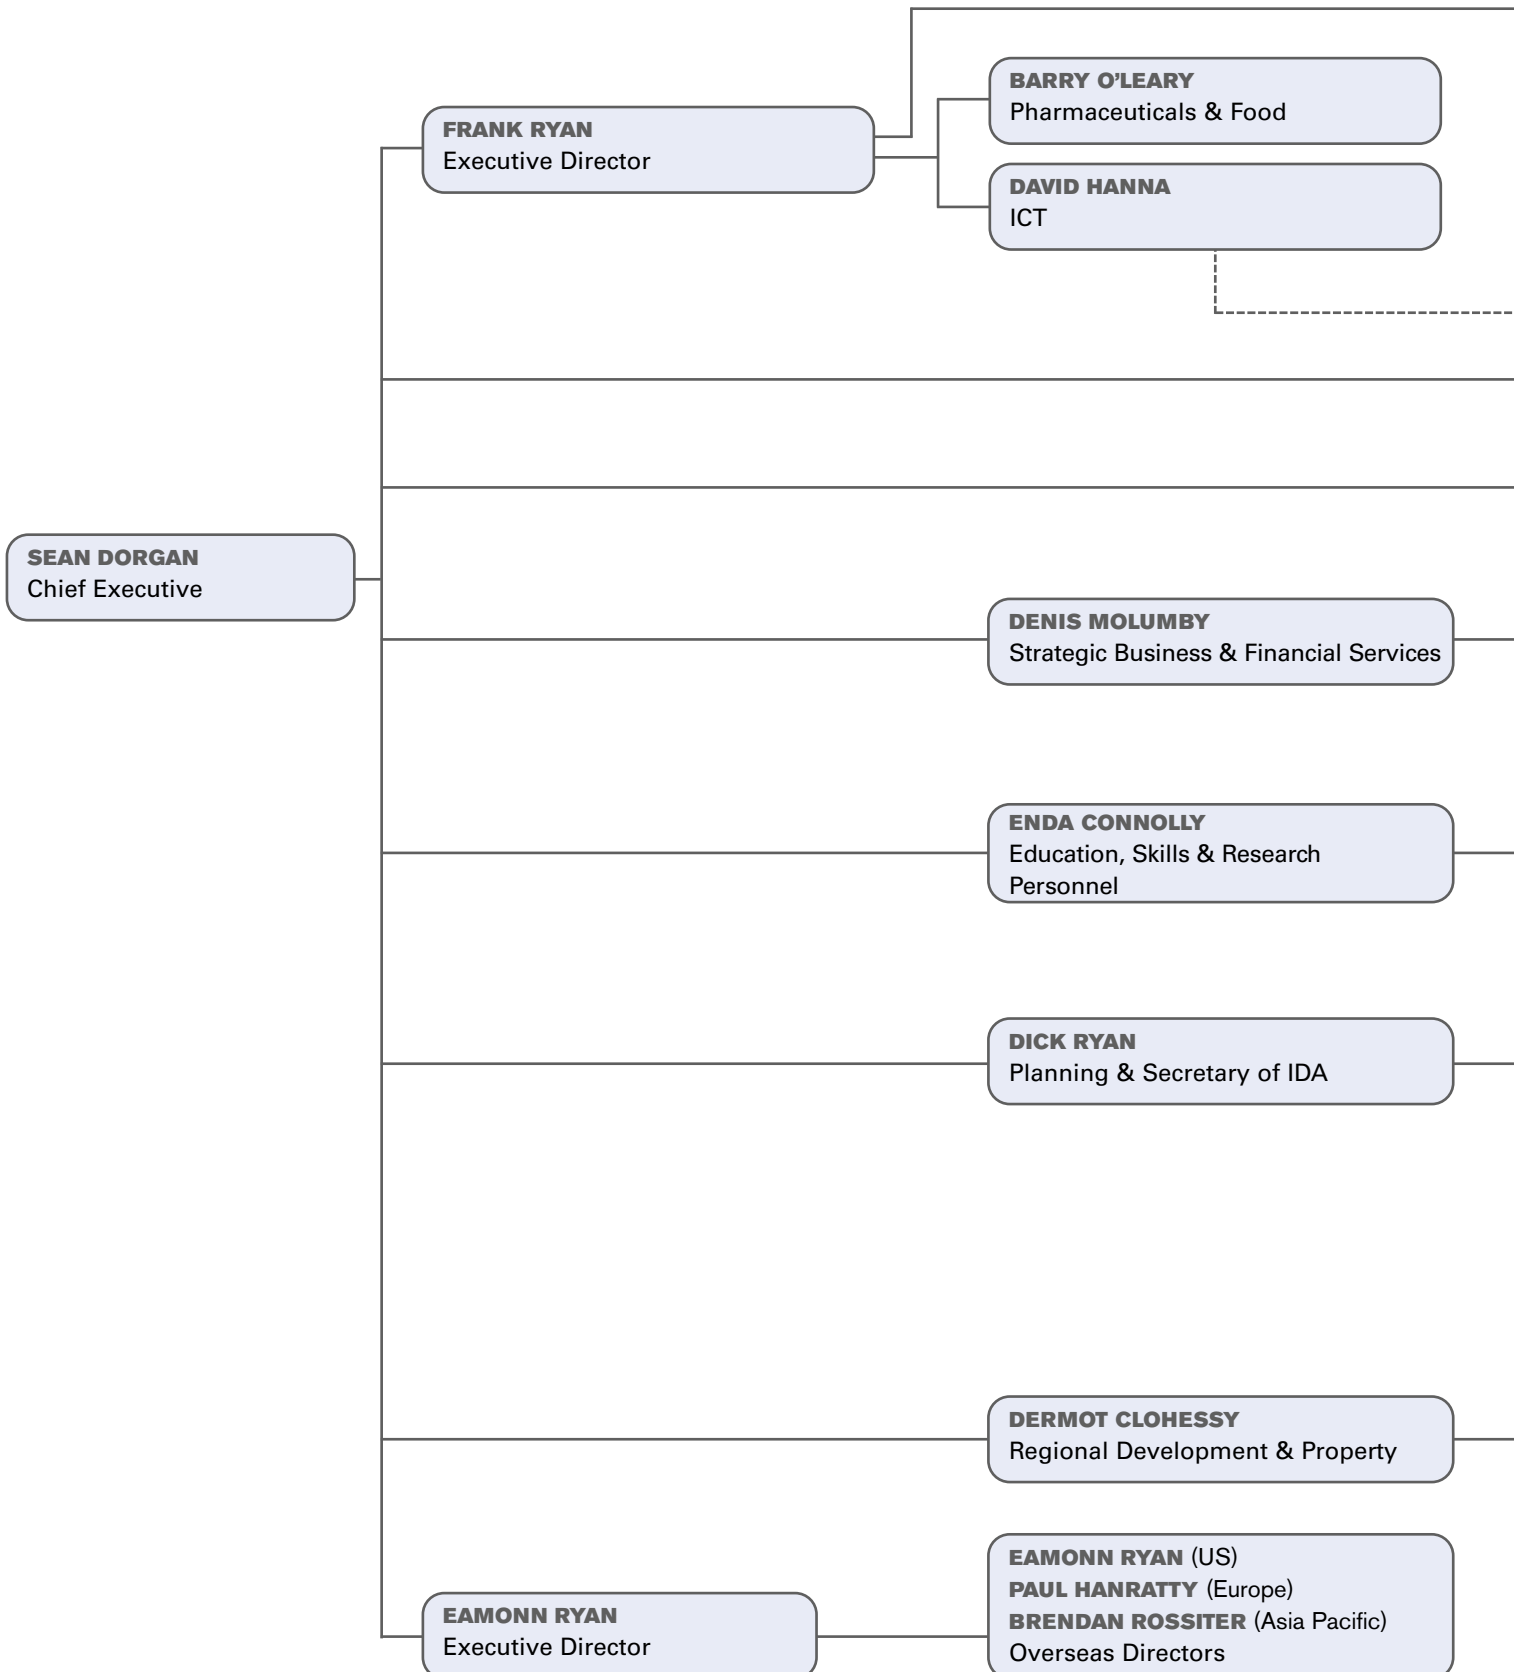 BARRY O'LEARY
Pharmaceuticals & Food
FRANK RYAN
Executive Director
DAVID HANNA
ICT
SEAN DORGAN
Chief Executive
DENIS MOLUMBY
Strategic Business & Financial Services
ENDA CONNOLLY
Education, Skills & Research
Personnel
DICK RYAN
Planning & Secretary of IDA
DERMOT CLOHESSY
Regional Development & Property
EAMONN RYAN
Executive Director
EAMONN RYAN (US)
PAUL HANRATTY (Europe)
BRENDAN ROSSITER (Asia Pacific)
Overseas Directors